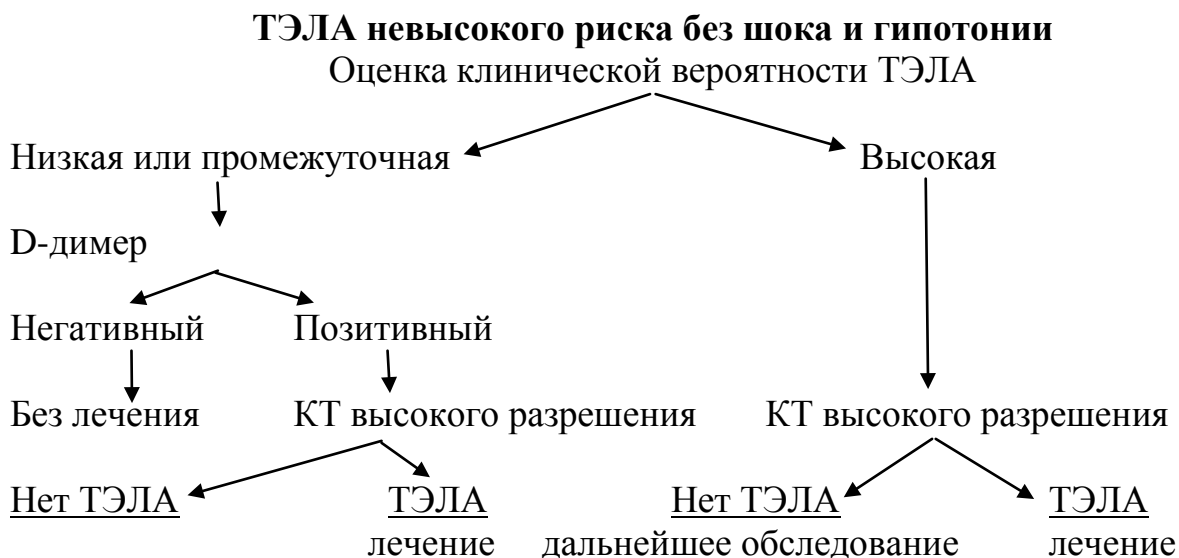 ТЭЛА невысокого риска без шока и гипотонии
Оценка клинической вероятности ТЭЛА
Низкая или промежуточная Высокая
D-димер
Негативный Позитивный
Без лечения КТ высокого разрешения КТ высокого разрешения
Нет ТЭЛА ТЭЛА Нет ТЭЛА ТЭЛА
лечение дальнейшее обследование лечение